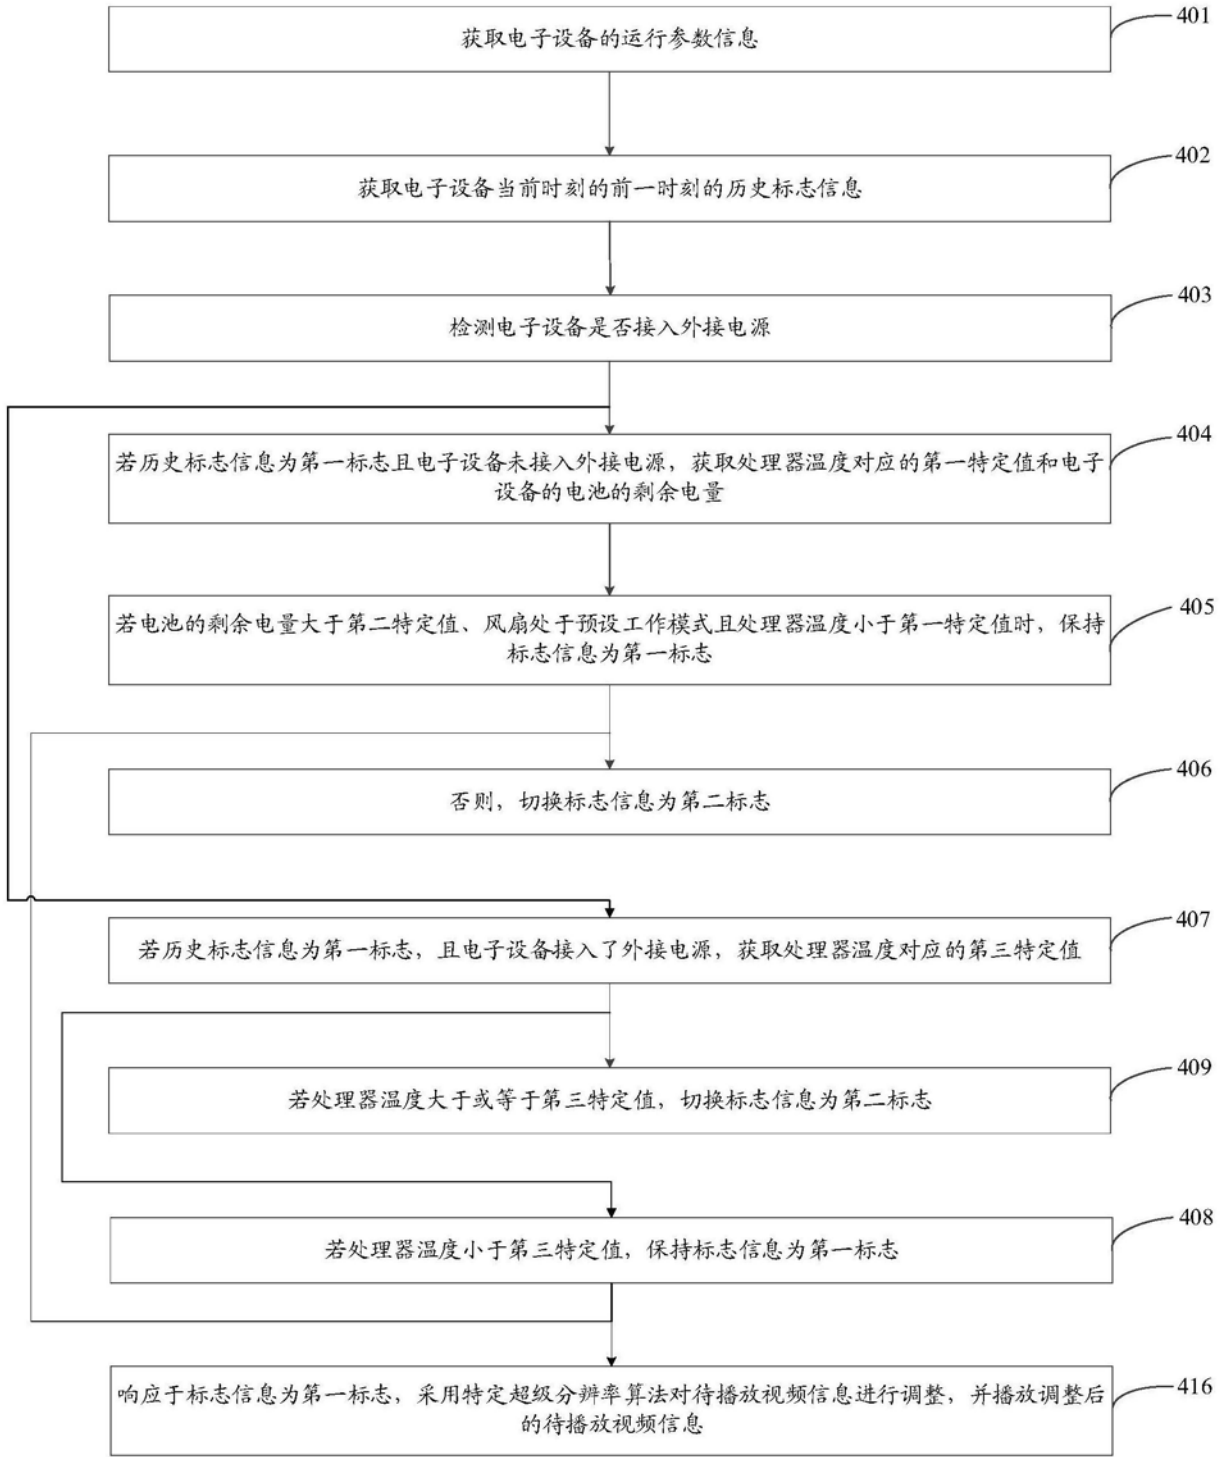 401
获取电子设备的运行参数信息
402
获取电子设备当前时刻的前一时刻的历史标志信息
403
检测电子设备是否接入外接电源
404
若历史标志信息为第一标志且电子设备未接入外接电源，获取处理器温度对应的第一特定值和电子
设备的电池的剩余电量
405
若电池的剩余电量大于第二特定值、风扇处于预设工作模式且处理器温度小于第一特定值时，保持
标志信息为第一标志
406
否则，切换标志信息为第二标志
407
若历史标志信息为第一标志，且电子设备接入了外接电源，获取处理器温度对应的第三特定值
409
若处理器温度大于或等于第三特定值，切换标志信息为第二标志
408
若处理器温度小于第三特定值，保持标志信息为第一标志
416
响应于标志信息为第一标志，采用特定超级分辨率算法对待播放视频信息进行调整，并播放调整后
的待播放视频信息